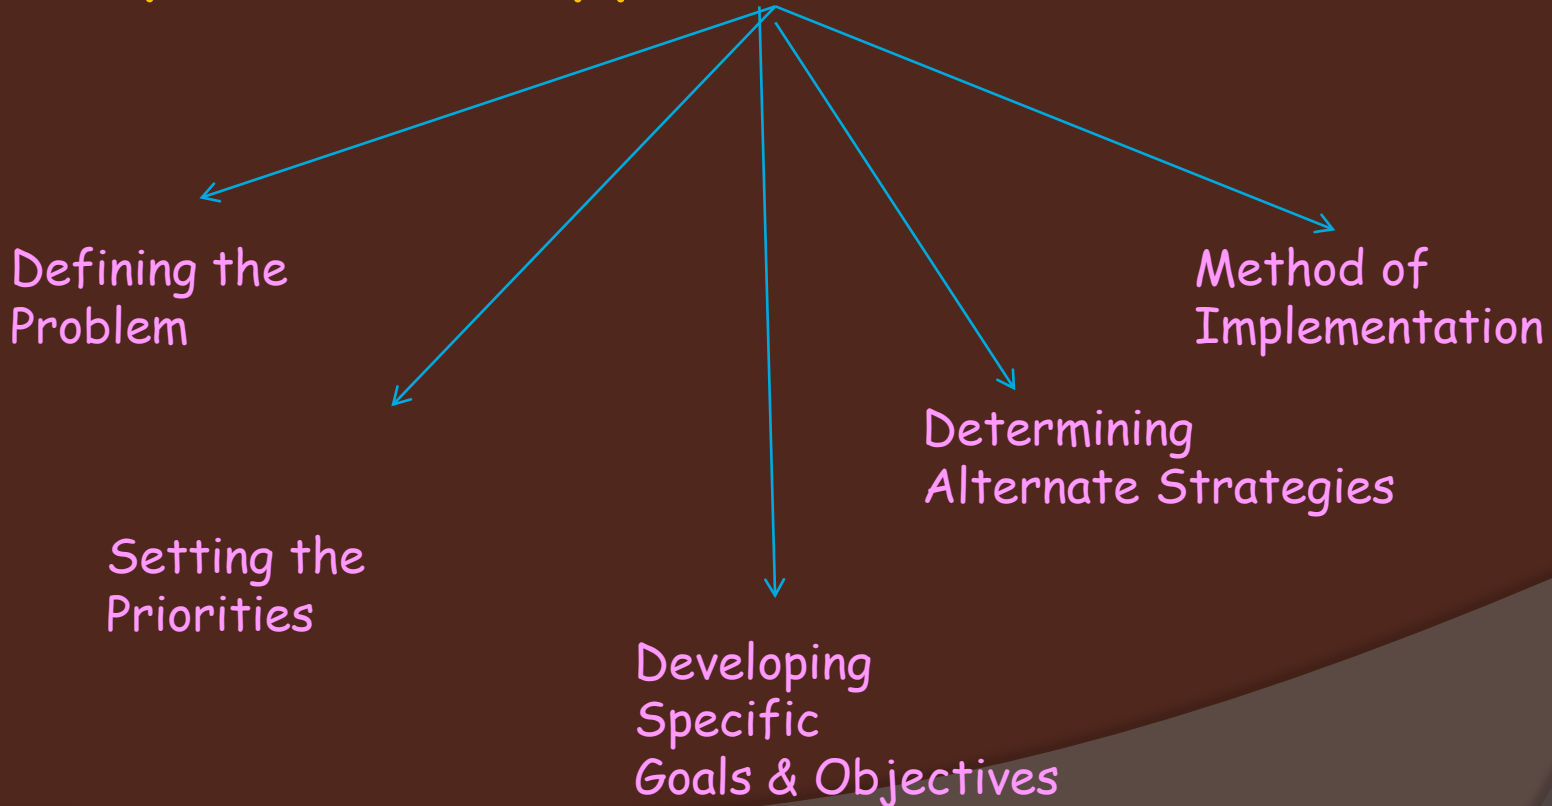 Defining the
Problem
Setting the
Priorities
Developing
Specific
Goals & Objectives
Determining
Alternate Strategies
Method of
Implementation